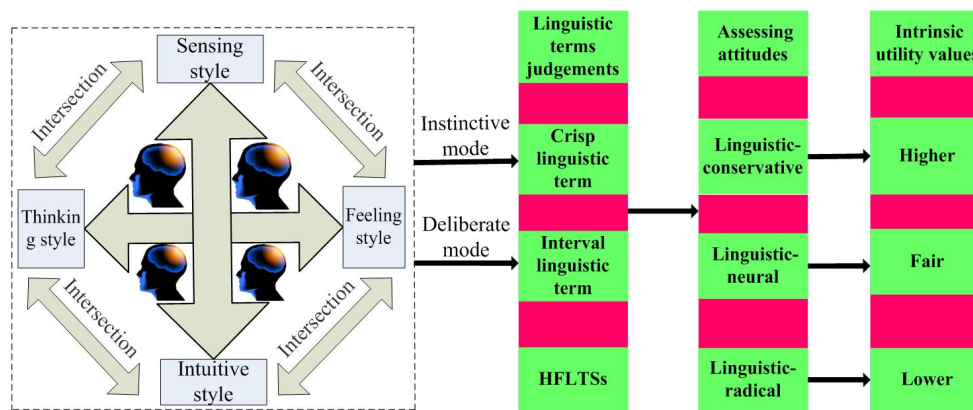 Sensing
style
Intersection
Intersection
Thinkin
g style
Feeling
style
Intersection
Intersection
Intuitive
style
Instinctive
mode
Deliberate
mode
Linguistic
terms
judgements
Crisp
linguistic
term
Interval
linguistic
term
HFLTSs
Assessing
attitudes
Linguistic-
conservative
Linguistic-
neural
Linguistic-
radical
Intrinsic
utility values
Higher
Fair
Lower